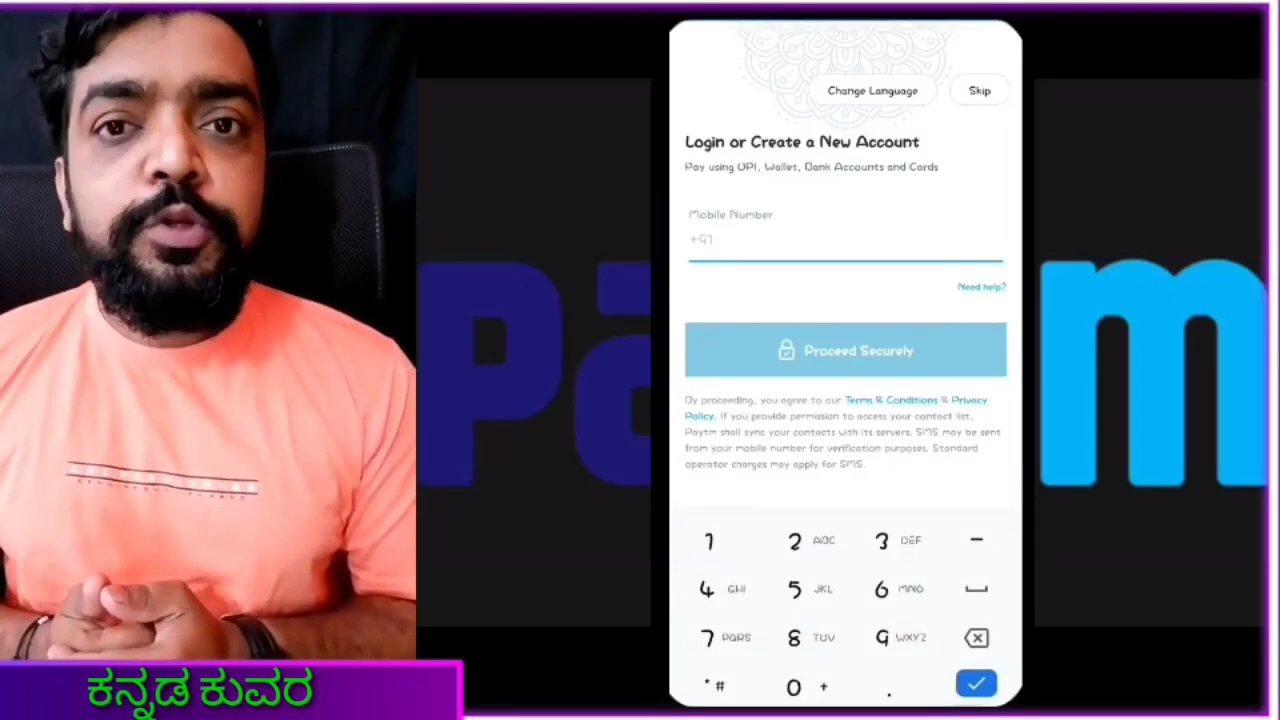 Change Language
Skip
Login or Create a New Account
Pay using UPI, Wallet, Bank Accounts and Cards
Mobile Number
+91
Need help?
Proceed Securely
By proceeding, you agree to our Terms & Conditions & Privacy
Policy. If you provide permission to access your contact list,
Paytm shall sync your contacts with its servers. SMS may be sent
from your mobile number for verification purposes. Standard
operator charges may apply for SMS.
Pa m
1 2 ABC 3 DEF -
4 GHI 5 JKL 6 MNO
7 PQRS 8 TUV 9 WXYZ
* # 0 + .
ಕನ್ನಡ ಕುವರ